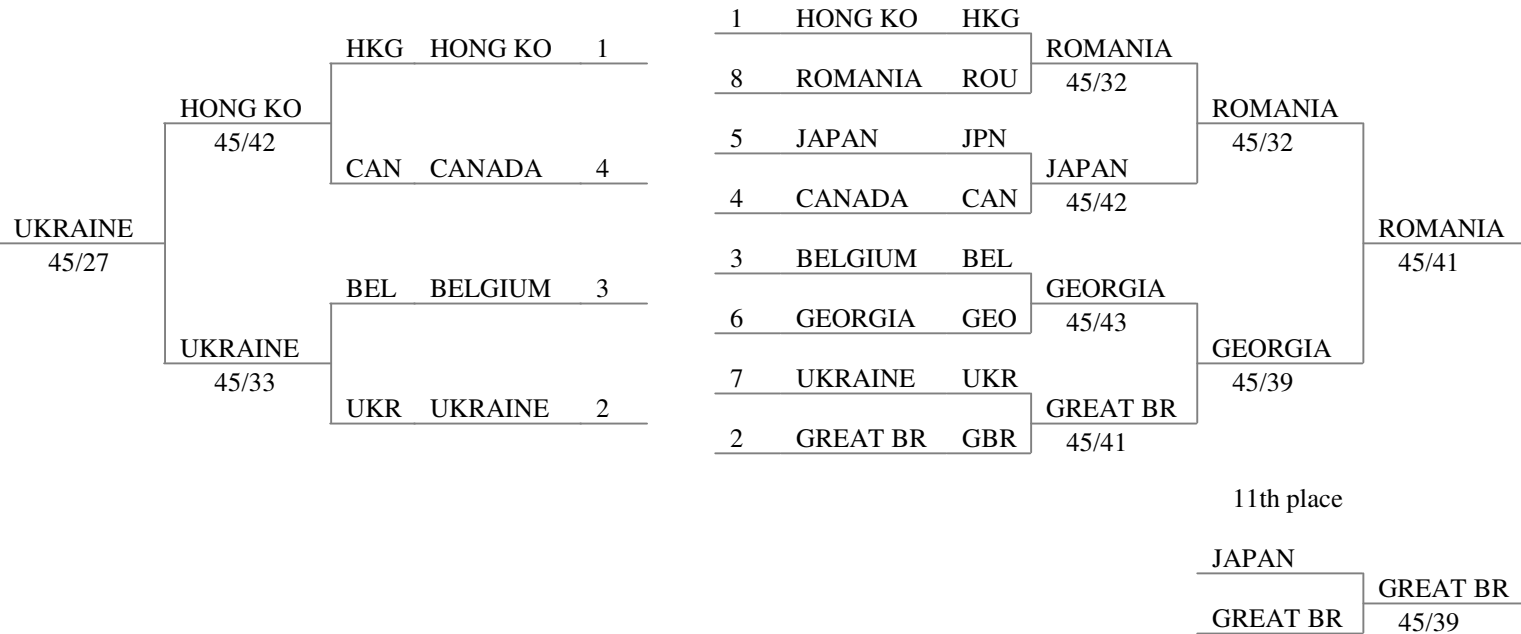 HKG HONG KO 1
HONG KO
45/42
CAN CANADA 4
UKRAINE
45/27
BEL BELGIUM 3
UKRAINE
45/33
UKR UKRAINE 2
1 HONG KO HKG
ROMANIA
45/32
8 ROMANIA ROU
ROMANIA
45/32
5 JAPAN JPN
JAPAN
45/42
4 CANADA CAN
ROMANIA
45/41
3 BELGIUM BEL
GEORGIA
45/43
6 GEORGIA GEO
GEORGIA
45/39
7 UKRAINE UKR
GREAT BR
45/41
2 GREAT BR GBR
11th place
JAPAN
GREAT BR
45/39
GREAT BR